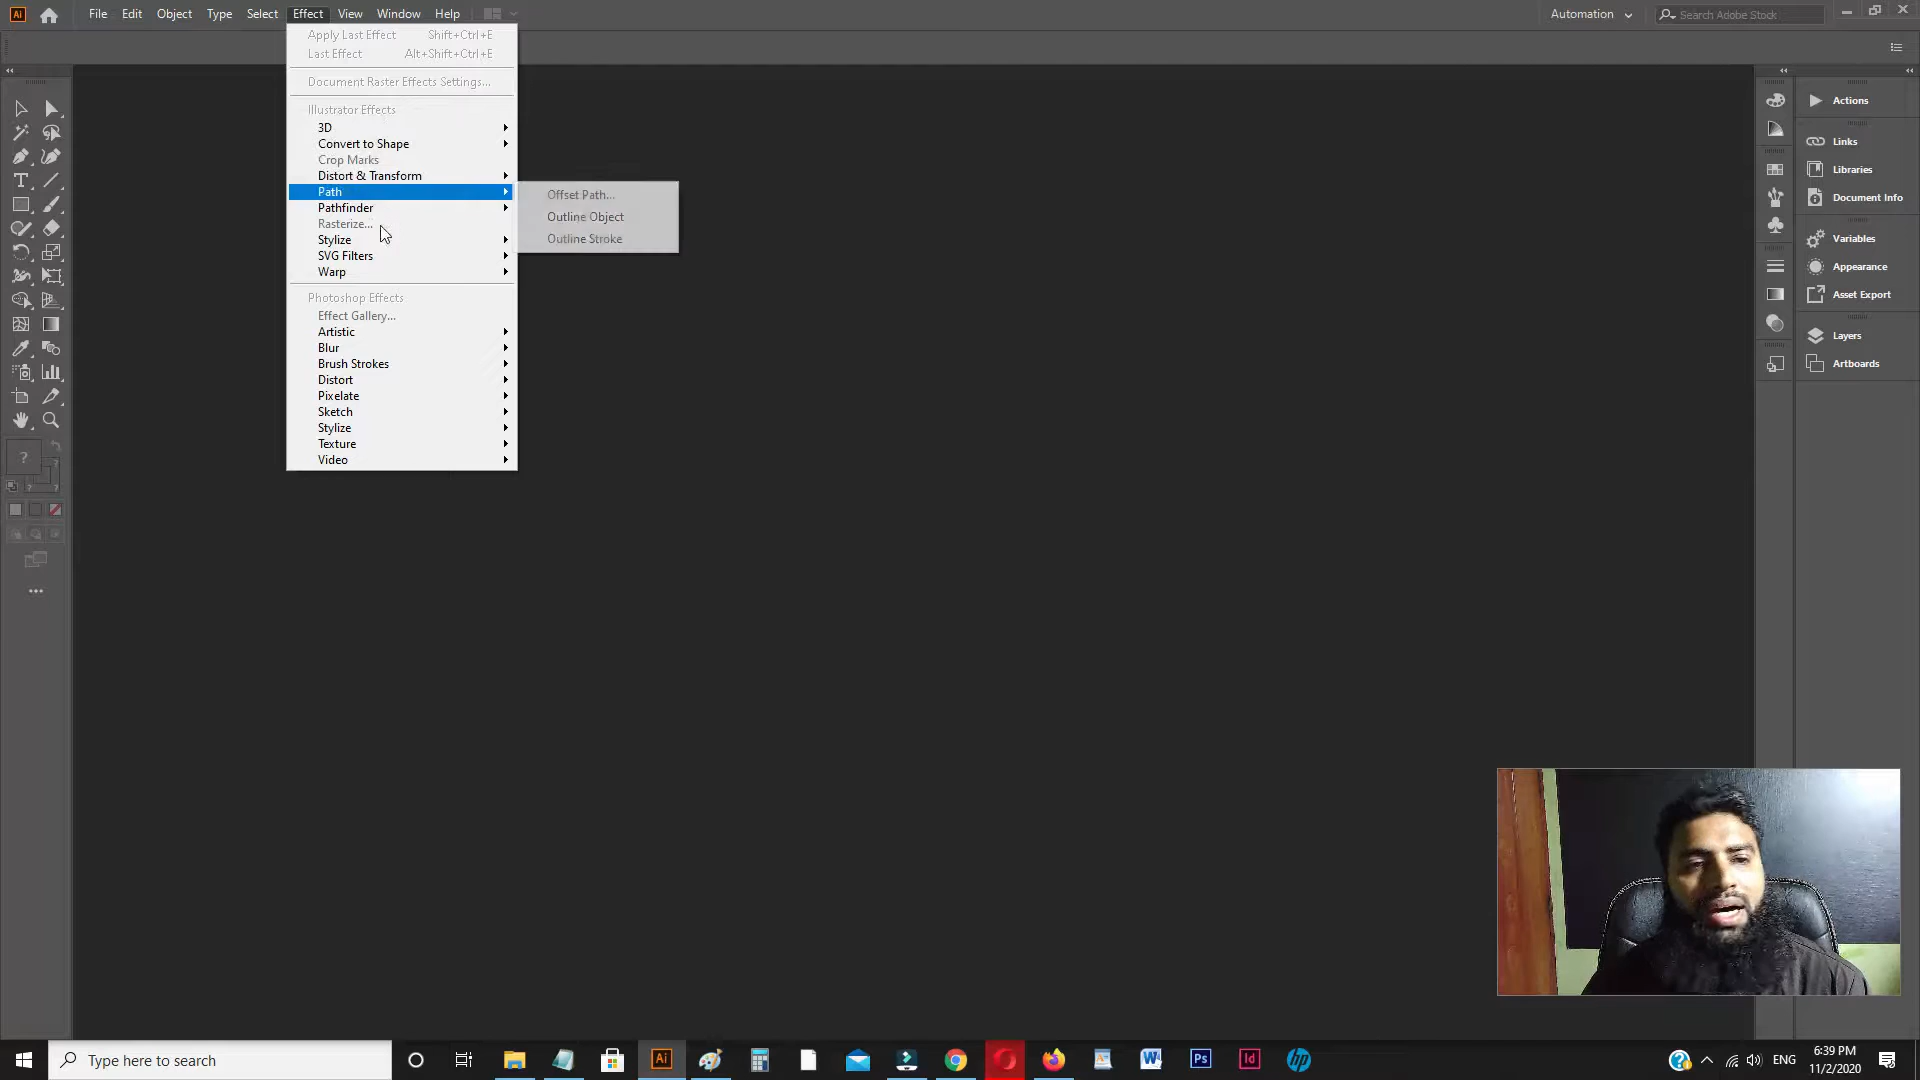 Ai File Edit Object Type Select Effect View Window Help Automation Search Adobe Stock
Apply Last Effect Shift+Ctrl+E
Last Effect Alt+Shift+Ctrl+E
Document Raster Effects Settings...
Illustrator Effects
3D
Convert to Shape
Crop Marks
Distort & Transform
Path
Pathfinder
Rasterize...
Stylize
SVG Filters
Warp
Photoshop Effects
Effect Gallery...
Artistic
Blur
Brush Strokes
Distort
Pixelate
Sketch
Stylize
Texture
Video
Offset Path...
Outline Object
Outline Stroke
T
?
?
? ?
Actions
Links
Libraries
Document Info
Variables
Appearance
Asset Export
Layers
Artboards
Type here to search
Ai
W
Ps
Id
hp
?
ENG
6:39 PM
11/2/2020